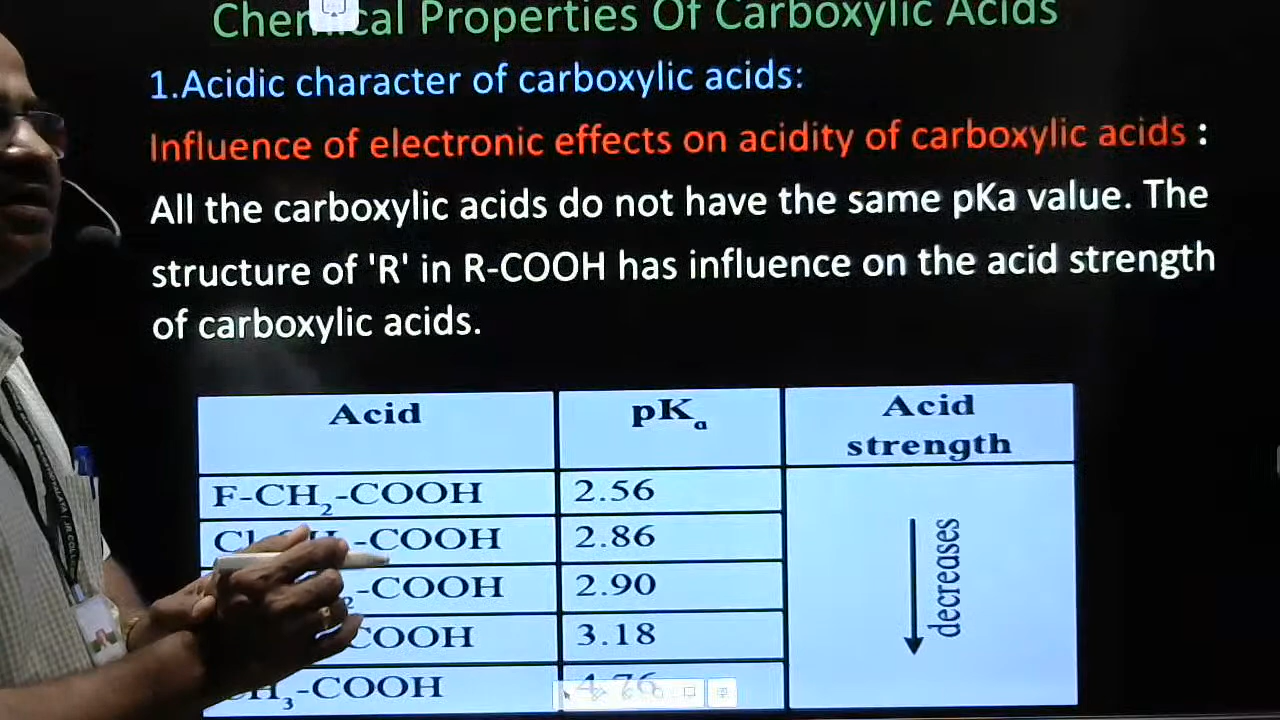 Chemical Properties Of Carboxylic Acids
1.Acidic character of carboxylic acids:
Influence of electronic effects on acidity of carboxylic acids :
All the carboxylic acids do not have the same pKa value. The
structure of 'R' in R-COOH has influence on the acid strength
of carboxylic acids.
Acid pKa Acid
strength
F-CH2-COOH 2.56
-COOH 2.86
-COOH 2.90
COOH 3.18
CH3-COOH 4.76
decreases